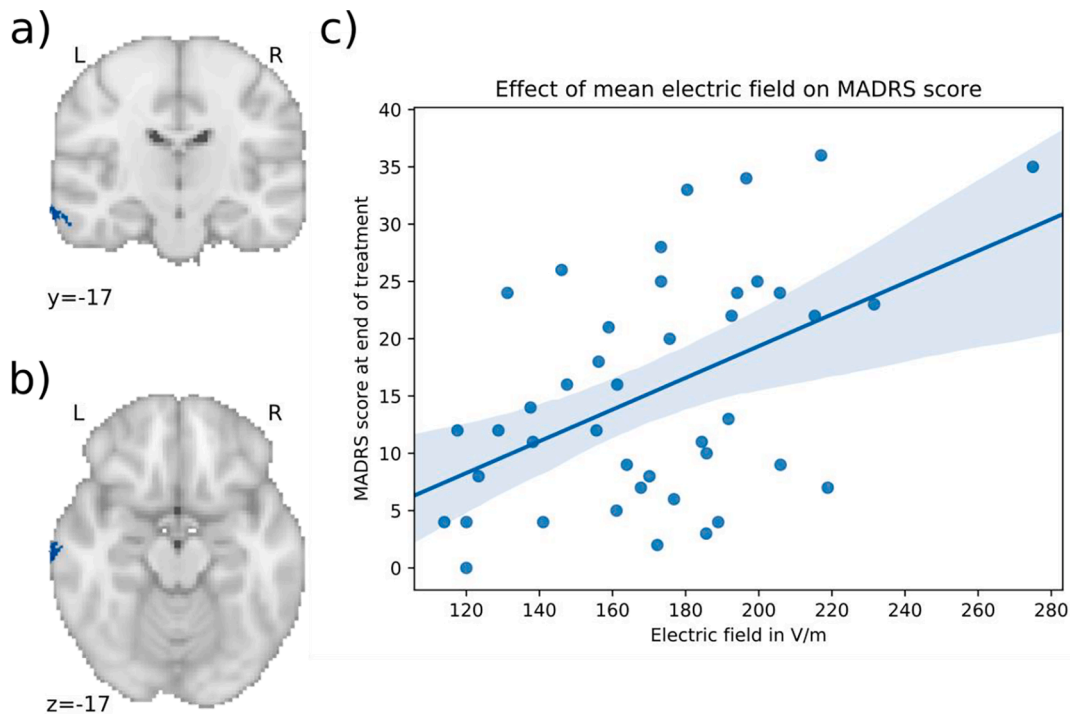 a)
L R
y=-17
b)
L R
z=-17
c)
Effect of mean electric field on MADRS score
MADRS score at end of treatment
40
35
30
25
20
15
10
5
0
120 140 160 180 200 220 240 260 280
Electric field in V/m